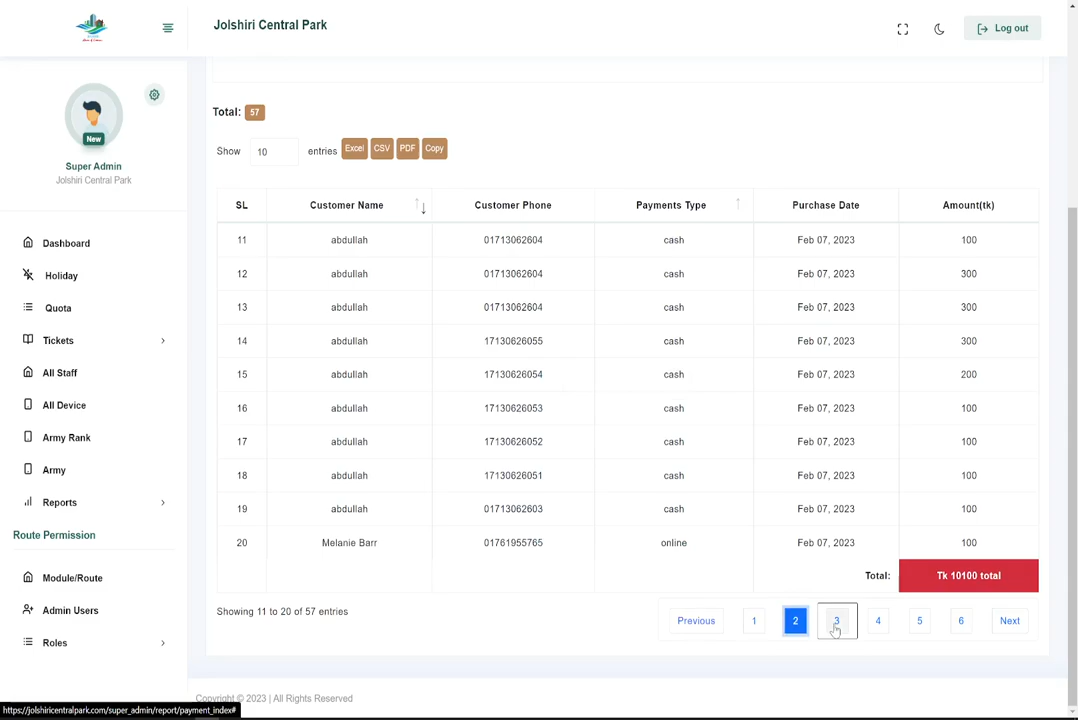 Jolshiri Central Park
Log out
New
Super Admin
Jolshiri Central Park
Dashboard
Holiday
Quota
Tickets
All Staff
All Device
Army Rank
Army
Reports
Route Permission
Module/Route
Admin Users
Roles
Total: 57
Show 10 entries Excel CSV PDF Copy
SL Customer Name Customer Phone Payments Type Purchase Date Amount(tk)
11 abdullah 01713062604 cash Feb 07, 2023 100
12 abdullah 01713062604 cash Feb 07, 2023 300
13 abdullah 01713062604 cash Feb 07, 2023 300
14 abdullah 17130626055 cash Feb 07, 2023 300
15 abdullah 17130626054 cash Feb 07, 2023 200
16 abdullah 17130626053 cash Feb 07, 2023 100
17 abdullah 17130626052 cash Feb 07, 2023 100
18 abdullah 17130626051 cash Feb 07, 2023 100
19 abdullah 01713062603 cash Feb 07, 2023 100
20 Melanie Barr 01761955765 online Feb 07, 2023 100
Total: Tk 10100 total
Showing 11 to 20 of 57 entries
Previous 1 2 3 4 5 6 Next
Copyright © 2023 | All Rights Reserved
https://jolshiricentralpark.com/super_admin/report/payment_index#